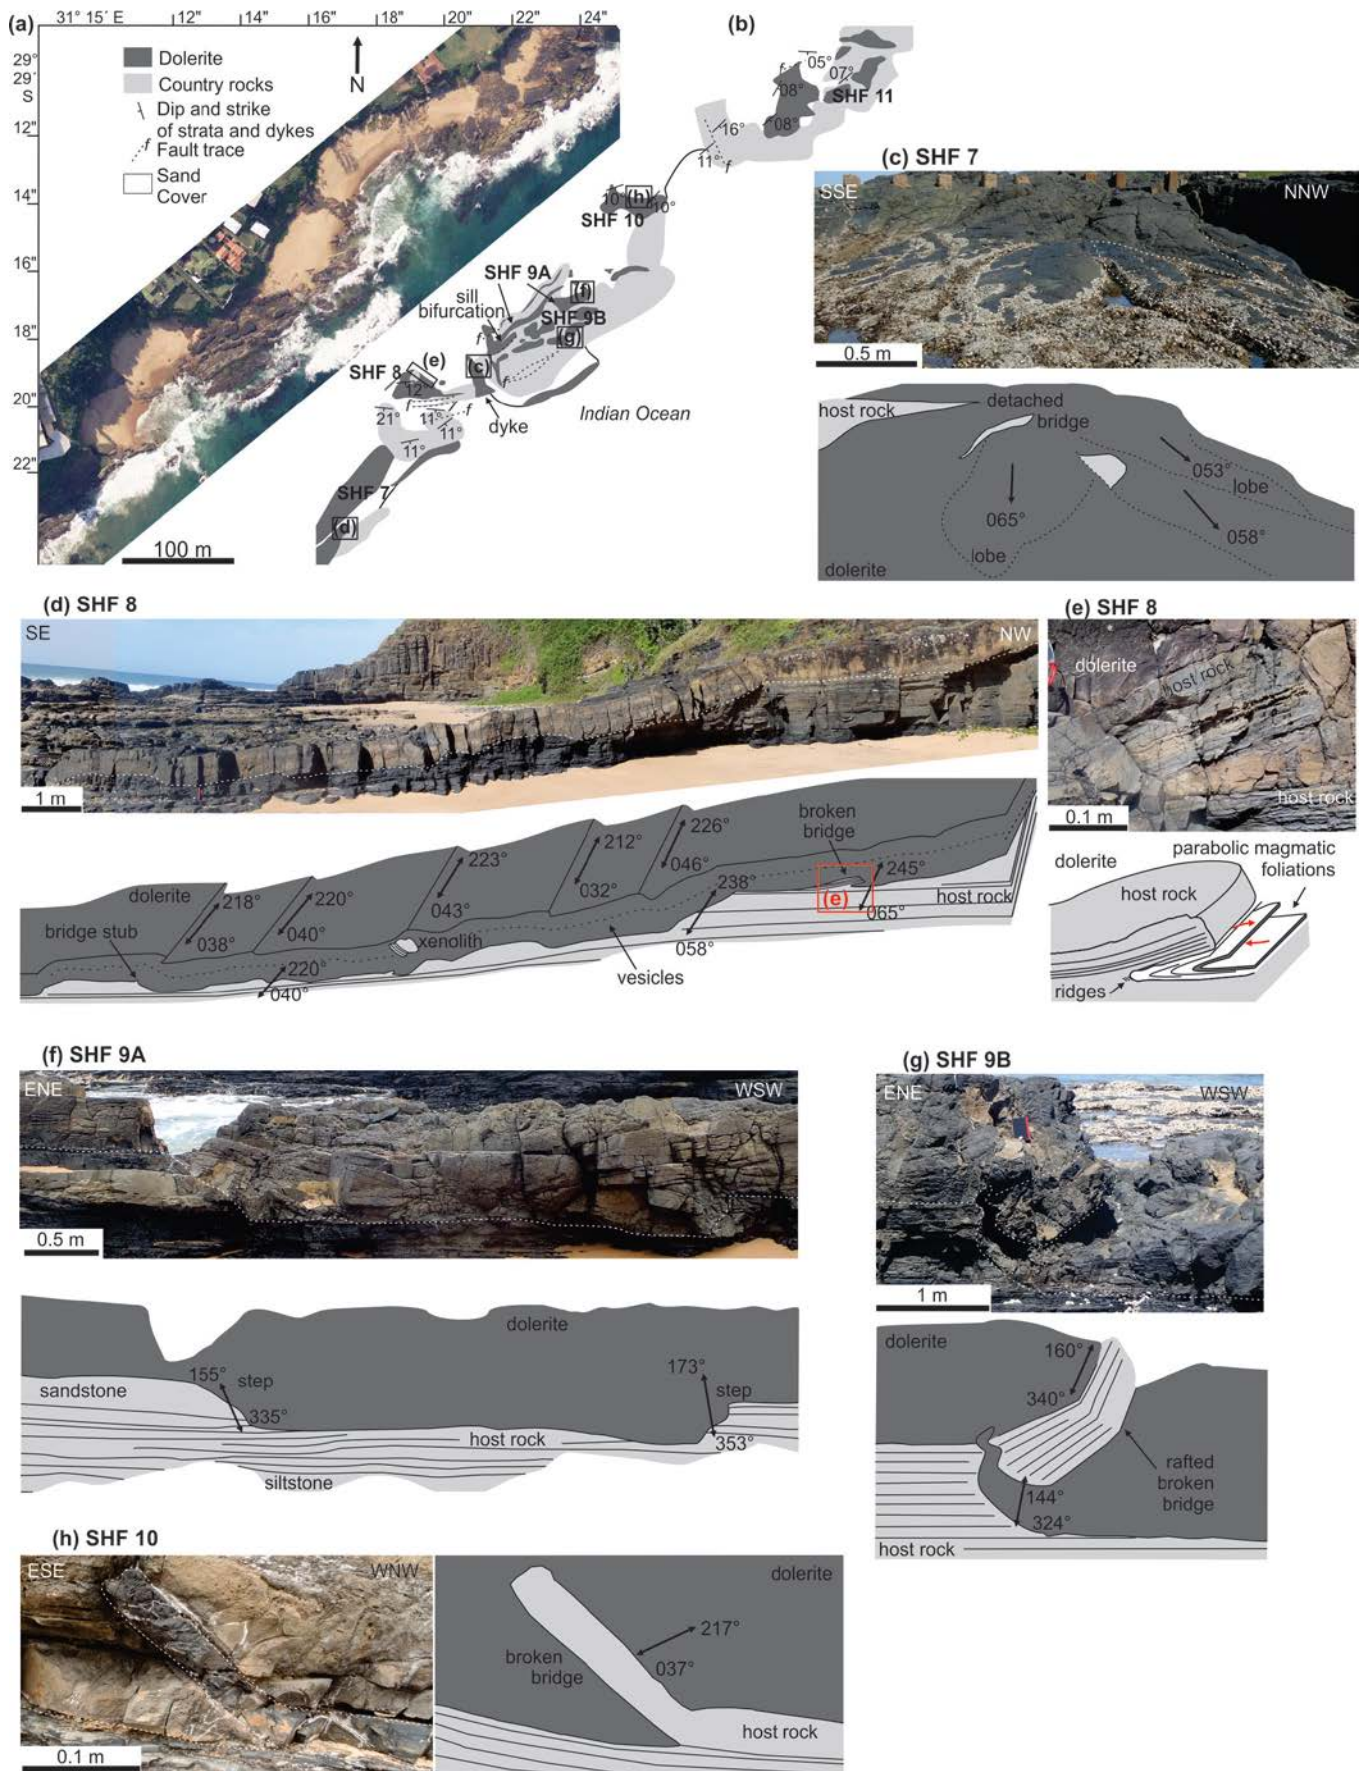 (a)
31° 15´ E
12"
14"
16"
18"
20"
22"
24"
29°
29´
S
12"
14"
16"
18"
20"
22"
Dolerite
Country rocks
Dip and strike
of strata and dykes
f
Fault trace
Sand
Cover
N
100 m
(b)
f
05°
07°
08°
SHF 11
08°
16°
11°
f
10°
(h)
10°
SHF 10
SHF 9A
sill
bifurcation
(f)
SHF 9B
(g)
f
(e)
SHF 8
(c)
12°
f
f
f
21°
11°
11°
11°
dyke
Indian Ocean
SHF 7
(d)
(c) SHF 7
SSE
NNW
0.5 m
host rock
detached
bridge
053°
lobe
065°
058°
lobe
dolerite
(d) SHF 8
SE
NW
1 m
broken
bridge
226°
212°
223°
046°
245°
238°
032°
dolerite
218°
220°
043°
(e)
host rock
065°
bridge stub
038°
040°
xenolith
058°
220°
vesicles
040°
(e) SHF 8
dolerite
host rock
host rock
0.1 m
dolerite
parabolic magmatic
foliations
host rock
ridges
(f) SHF 9A
ENE
WSW
0.5 m
dolerite
155°
173°
sandstone
step
step
335°
host rock
353°
siltstone
(g) SHF 9B
ENE
WSW
1 m
dolerite
160°
340°
rafted
broken
bridge
144°
324°
host rock
(h) SHF 10
ESE
WNW
0.1 m
dolerite
217°
037°
broken
bridge
host rock